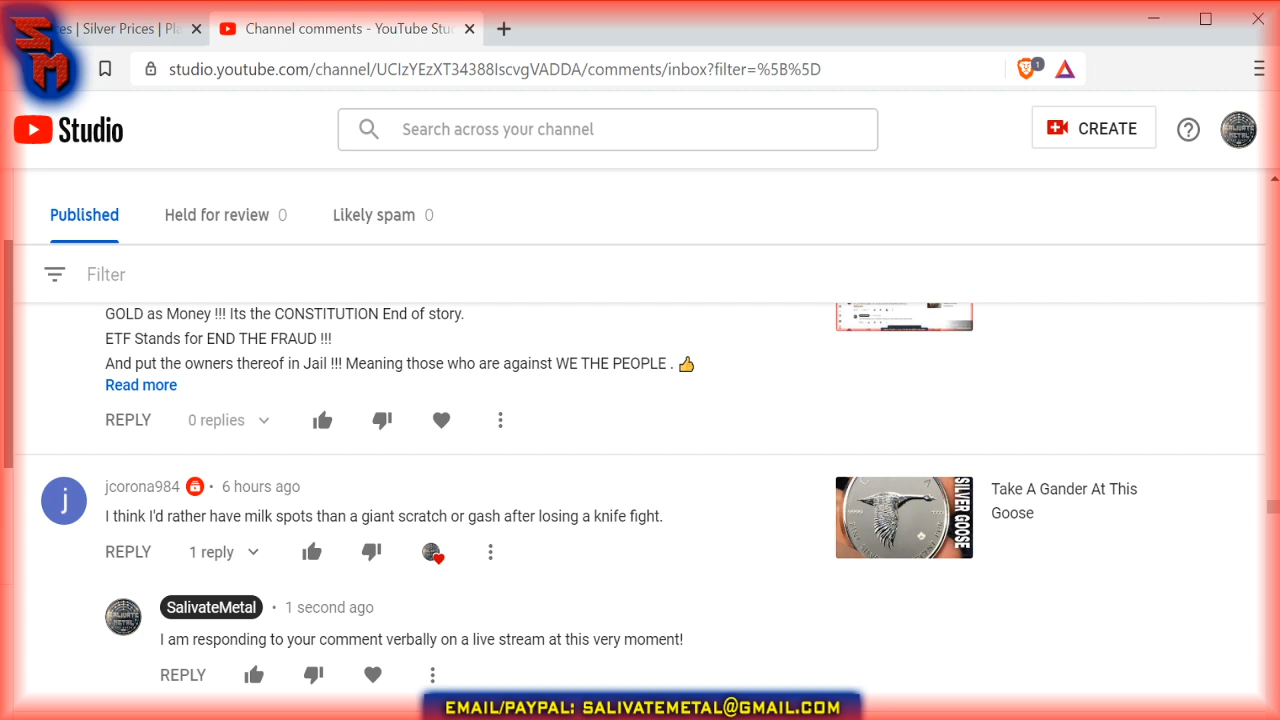 SM
es | Silver Prices | Pla
Channel comments - YouTube Stud
studio.youtube.com/channel/UCIzYEzXT34388IscvgVADDA/comments/inbox?filter=%5B%5D
1
Studio
Search across your channel
CREATE
Published
Held for review 0
Likely spam 0
Filter
GOLD as Money !!! Its the CONSTITUTION End of story.
ETF Stands for END THE FRAUD !!!
And put the owners thereof in Jail !!! Meaning those who are against WE THE PEOPLE . 👍
Read more
REPLY 0 replies
j
jcorona984 • 6 hours ago
I think I'd rather have milk spots than a giant scratch or gash after losing a knife fight.
REPLY 1 reply
SILVER GOOSE
Take A Gander At This
Goose
SalivateMetal • 1 second ago
I am responding to your comment verbally on a live stream at this very moment!
REPLY
EMAIL/PAYPAL: SALIVATEMETAL@GMAIL.COM